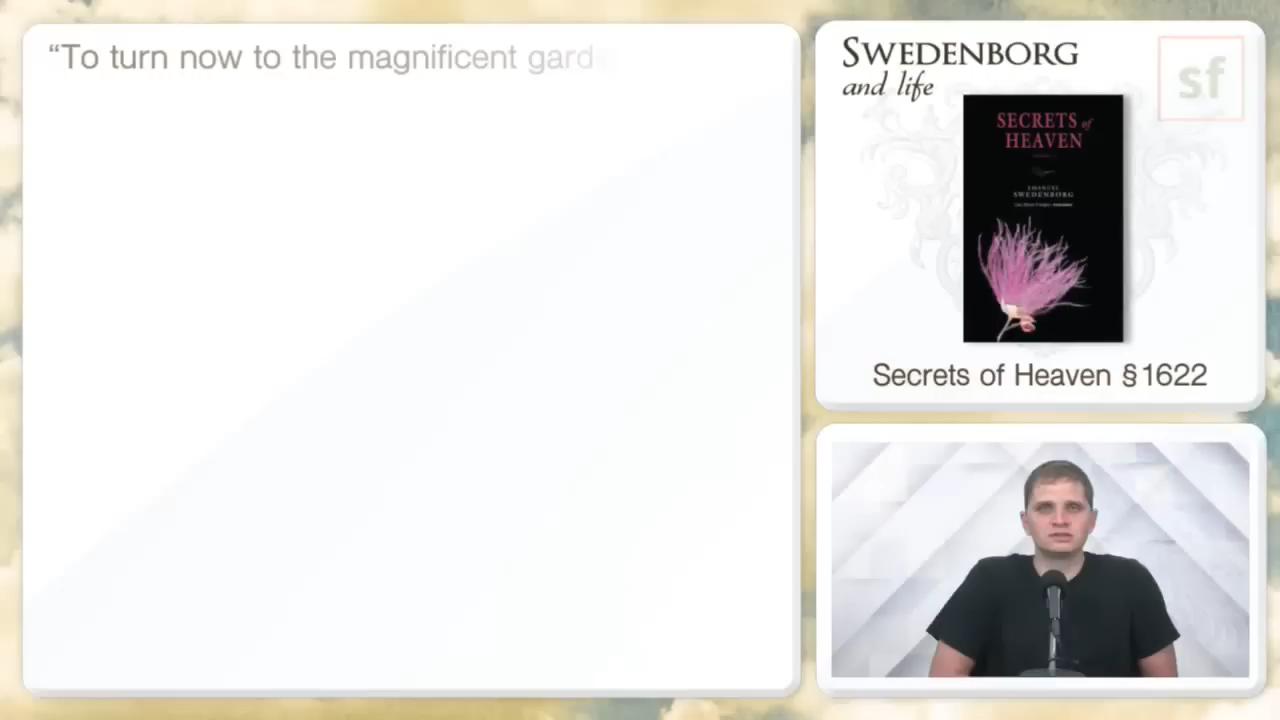 “To turn now to the magnificent gard
SWEDENBORG
and life
sf
SECRETS of
HEAVEN
EMANUEL
SWEDENBORG
Secrets of Heaven §1622